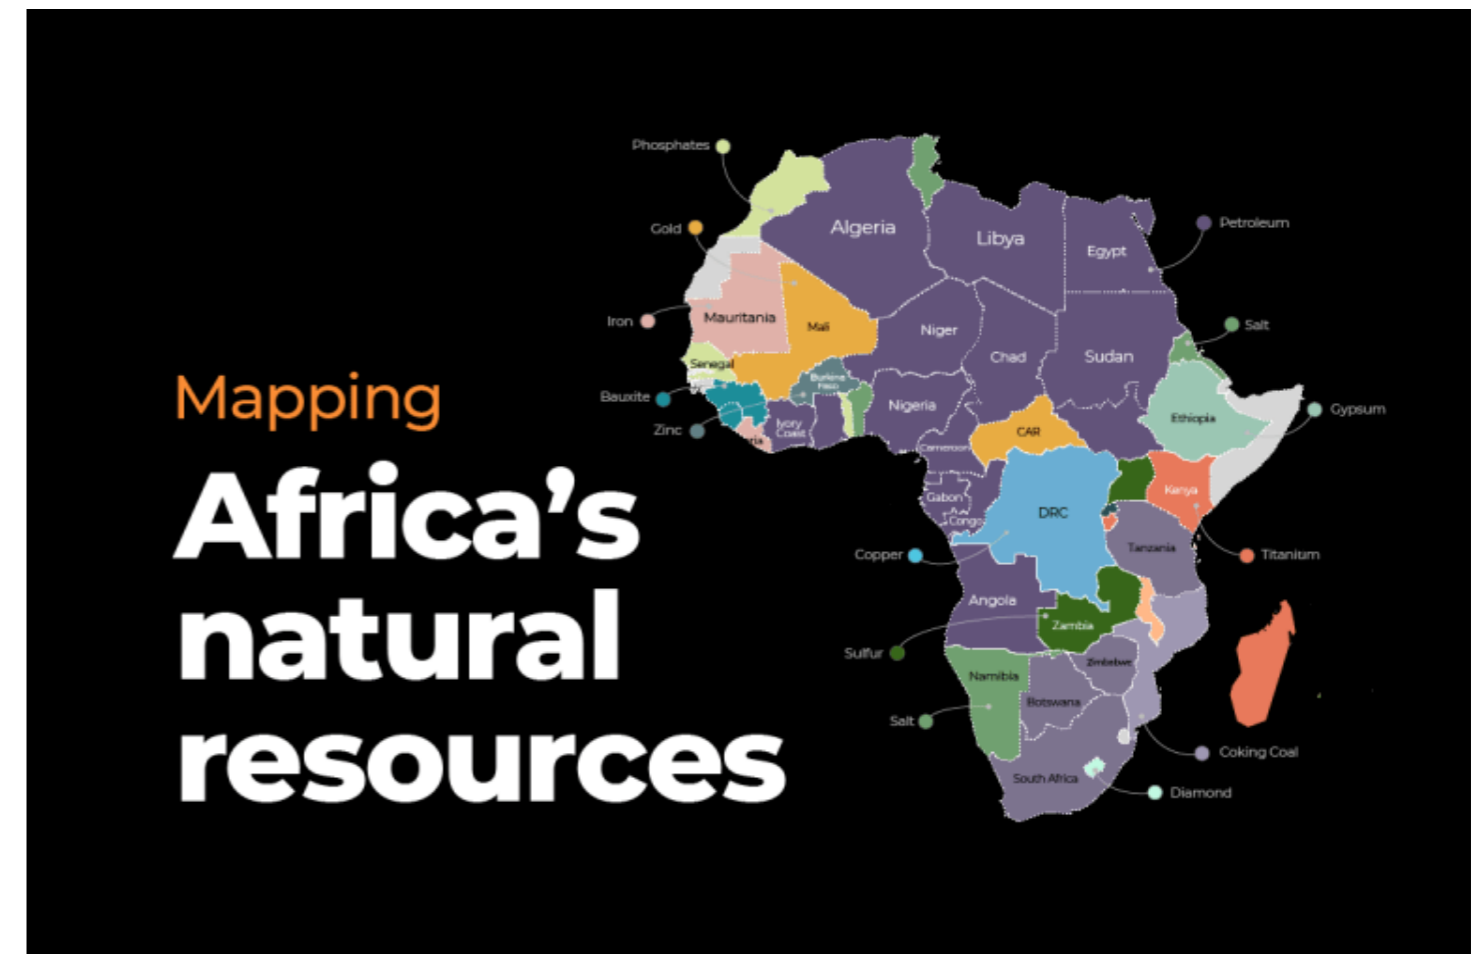 Mapping
Africa's
natural
resources
Phosphates
Gold
Iron
Bauxite
Zinc
Copper
Sulfur
Salt
Petroleum
Salt
Gypsum
Titanium
Coking Coal
Diamond
Algeria
Libya
Egypt
Mauritania
Mali
Niger
Chad
Sudan
Senegal
Burkina
Faso
Nigeria
Ivory
Coast
Ethiopia
CAR
Cameroon
Gabon
Congo
DRC
Kenya
Tanzania
Angola
Zambia
Zimbabwe
Namibia
Botswana
South Africa